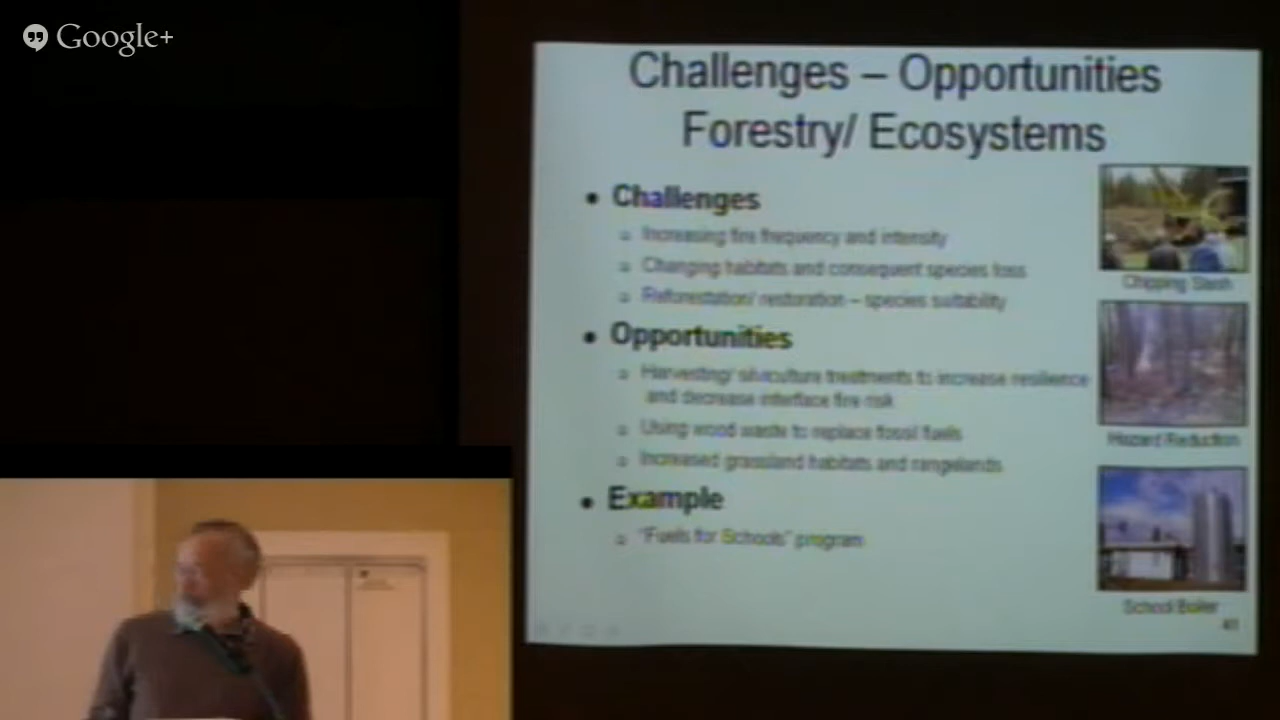 Google+
Challenges – Opportunities
Forestry/ Ecosystems
Challenges
Increasing fire frequency and intensity
Changing habitats and consequent species loss
Reforestation/ restoration – species suitability
Opportunities
Harvesting/ silviculture treatments to increase resilience
and decrease interface fire risk
Using wood waste to replace fossil fuels
Increased grassland habitats and rangelands
Example
"Fuels for Schools" program
Chipping Slash
Hazard Reduction
School Boiler